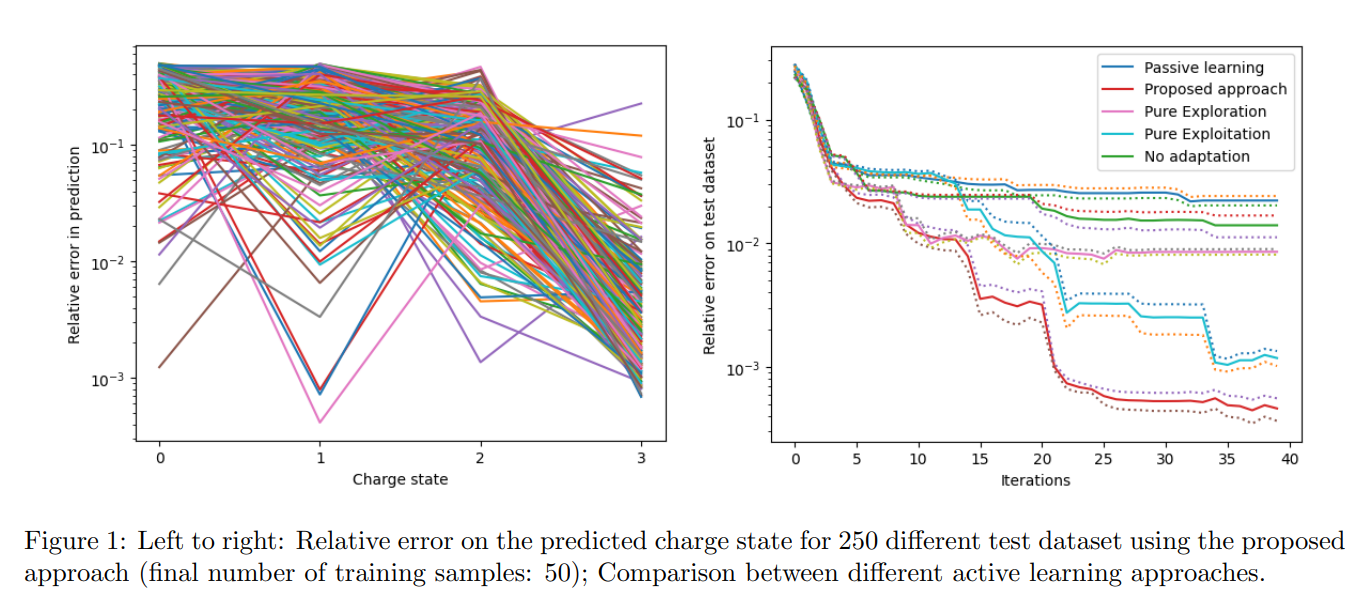 Relative error in prediction
10⁻¹
10⁻²
10⁻³
0 1 2 3
Charge state
Relative error on test dataset
10⁻¹
10⁻²
10⁻³
Passive learning
Proposed approach
Pure Exploration
Pure Exploitation
No adaptation
0 5 10 15 20 25 30 35 40
Iterations
Figure 1: Left to right: Relative error on the predicted charge state for 250 different test dataset using the proposed
approach (final number of training samples: 50); Comparison between different active learning approaches.